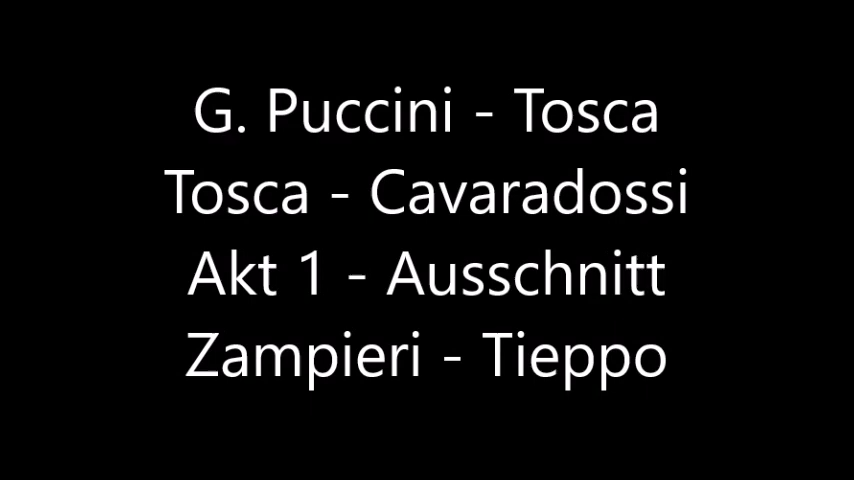 G. Puccini - Tosca
Tosca - Cavaradossi
Akt 1 - Ausschnitt
Zampieri - Tieppo